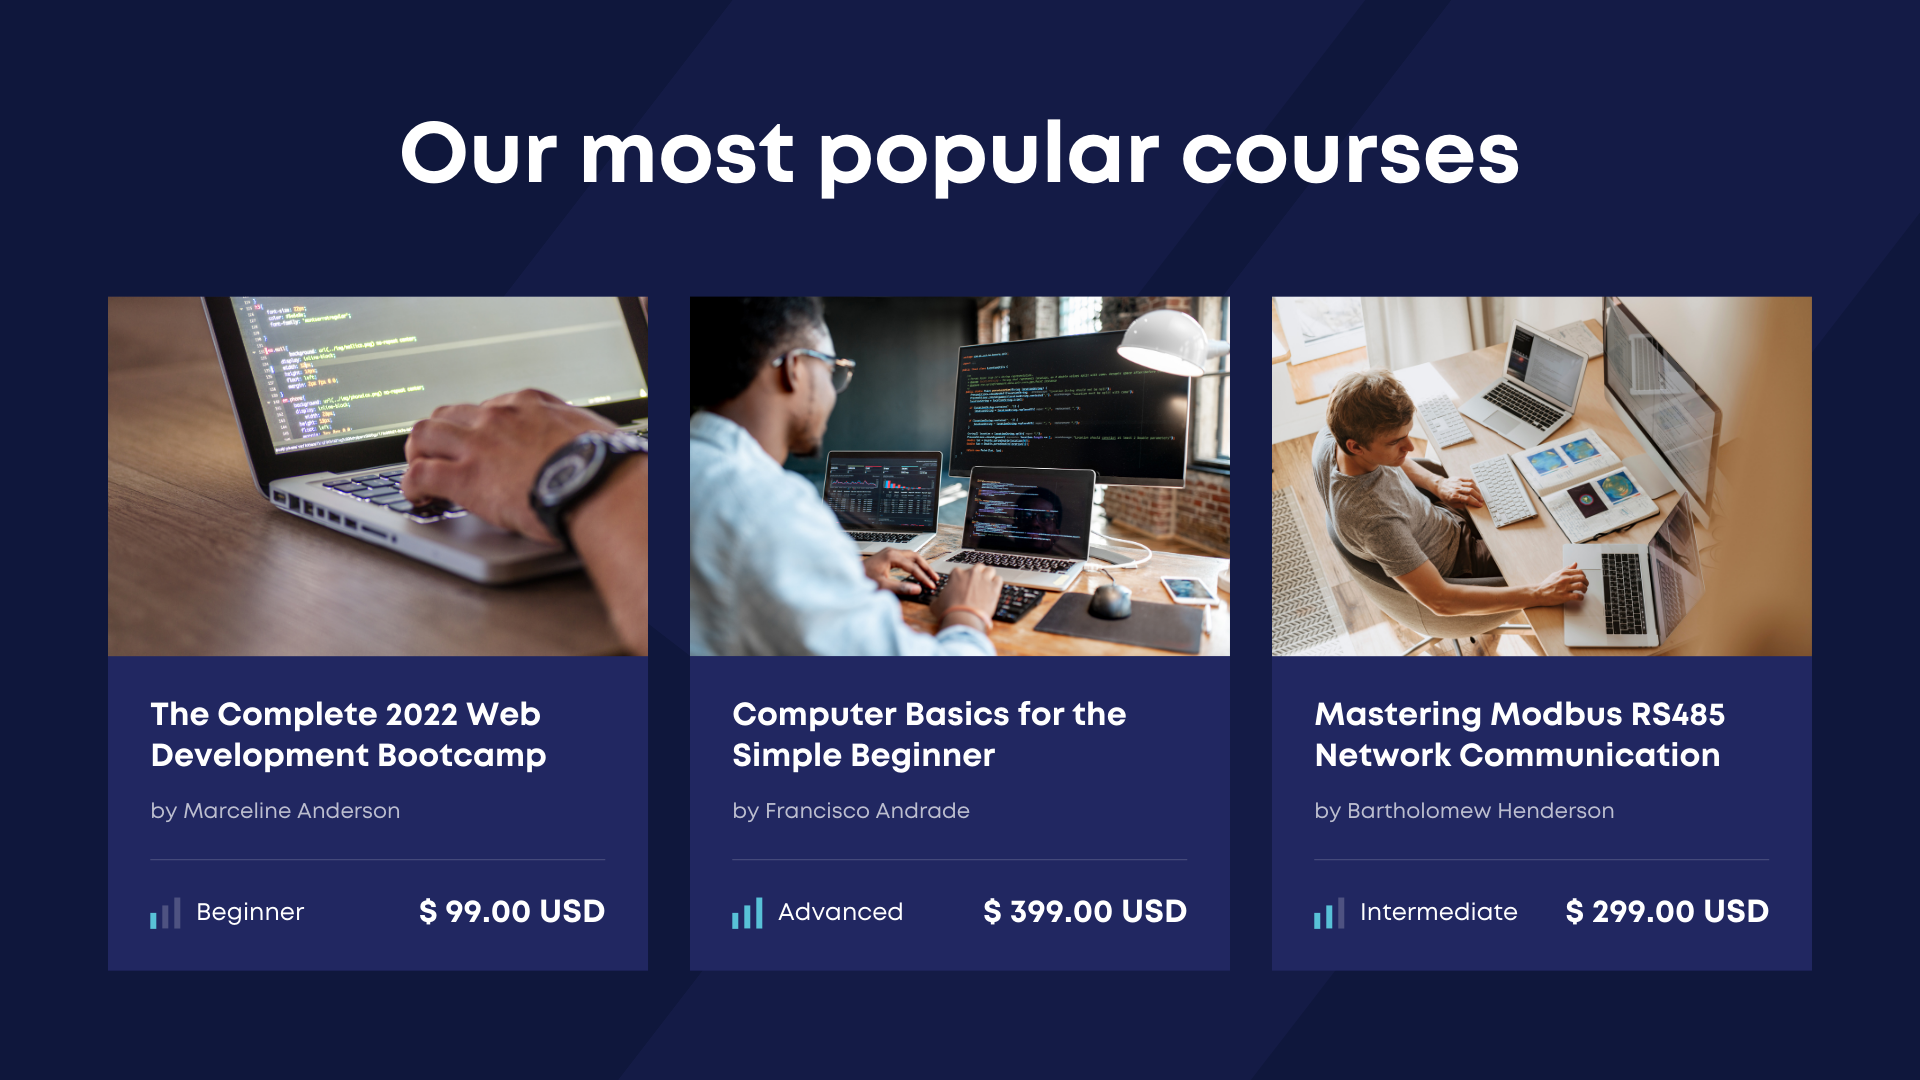 Our most popular courses
The Complete 2022 Web
Development Bootcamp
by Marceline Anderson
Beginner
$ 99.00 USD
Computer Basics for the
Simple Beginner
by Francisco Andrade
Advanced
$ 399.00 USD
Mastering Modbus RS485
Network Communication
by Bartholomew Henderson
Intermediate
$ 299.00 USD